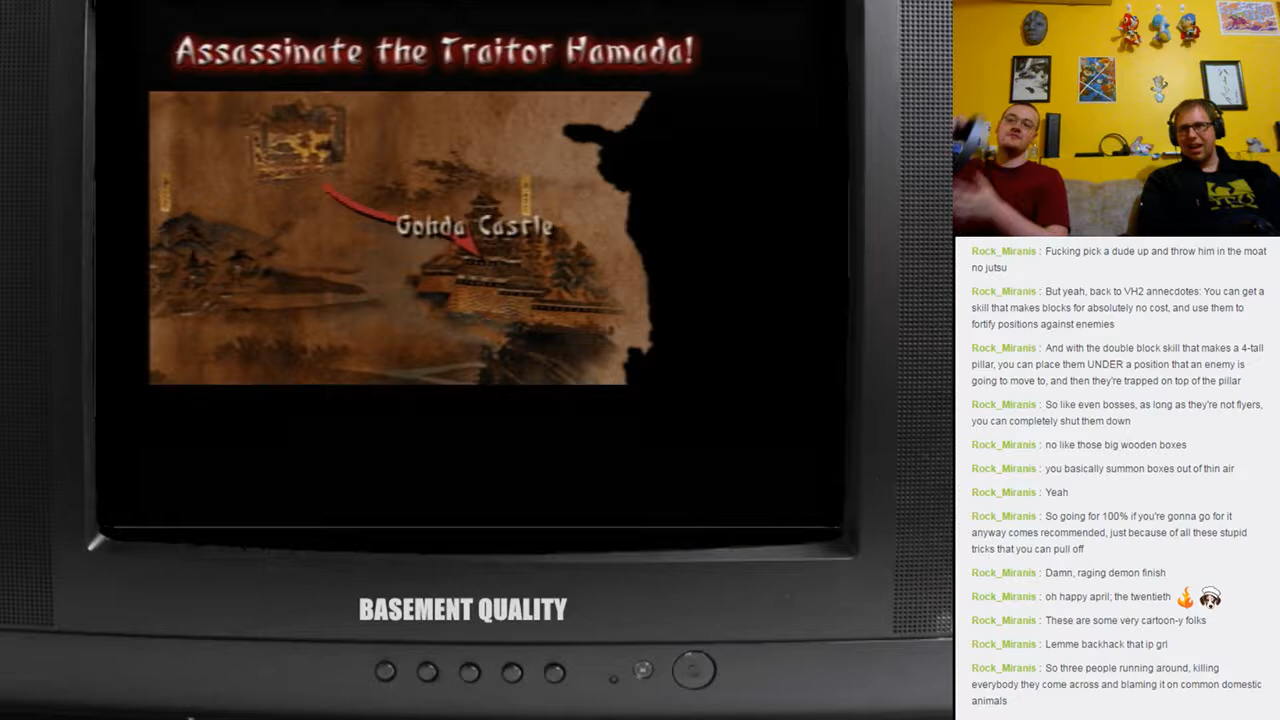 Assassinate the Traitor Hamada!
Gohda Castle
BASEMENT QUALITY
Rock_Miranis : Fucking pick a dude up and throw him in the moat
no jutsu
Rock_Miranis : But yeah, back to VH2 annecdotes: You can get a
skill that makes blocks for absolutely no cost, and use them to
fortify positions against enemies
Rock_Miranis : And with the double block skill that makes a 4-tall
pillar, you can place them UNDER a position that an enemy is
going to move to, and then they're trapped on top of the pillar
Rock_Miranis : So like even bosses, as long as they're not flyers,
you can completely shut them down
Rock_Miranis : no like those big wooden boxes
Rock_Miranis : you basically summon boxes out of thin air
Rock_Miranis : Yeah
Rock_Miranis : So going for 100% if you're gonna go for it
anyway comes recommended, just because of all these stupid
tricks that you can pull off
Rock_Miranis : Damn, raging demon finish
Rock_Miranis : oh happy april; the twentieth
Rock_Miranis : These are some very cartoon-y folks
Rock_Miranis : Lemme backhack that ip grl
Rock_Miranis : So three people running around, killing
everybody they come across and blaming it on common domestic
animals